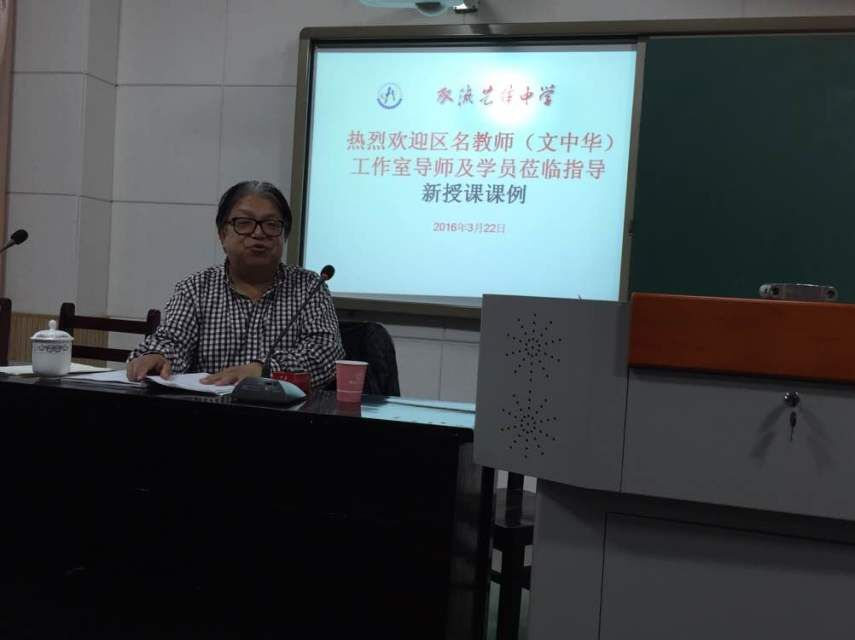 双流艺体中学
热烈欢迎区名教师（文中华）
工作室导师及学员莅临指导
新授课课例
2016年3月22日